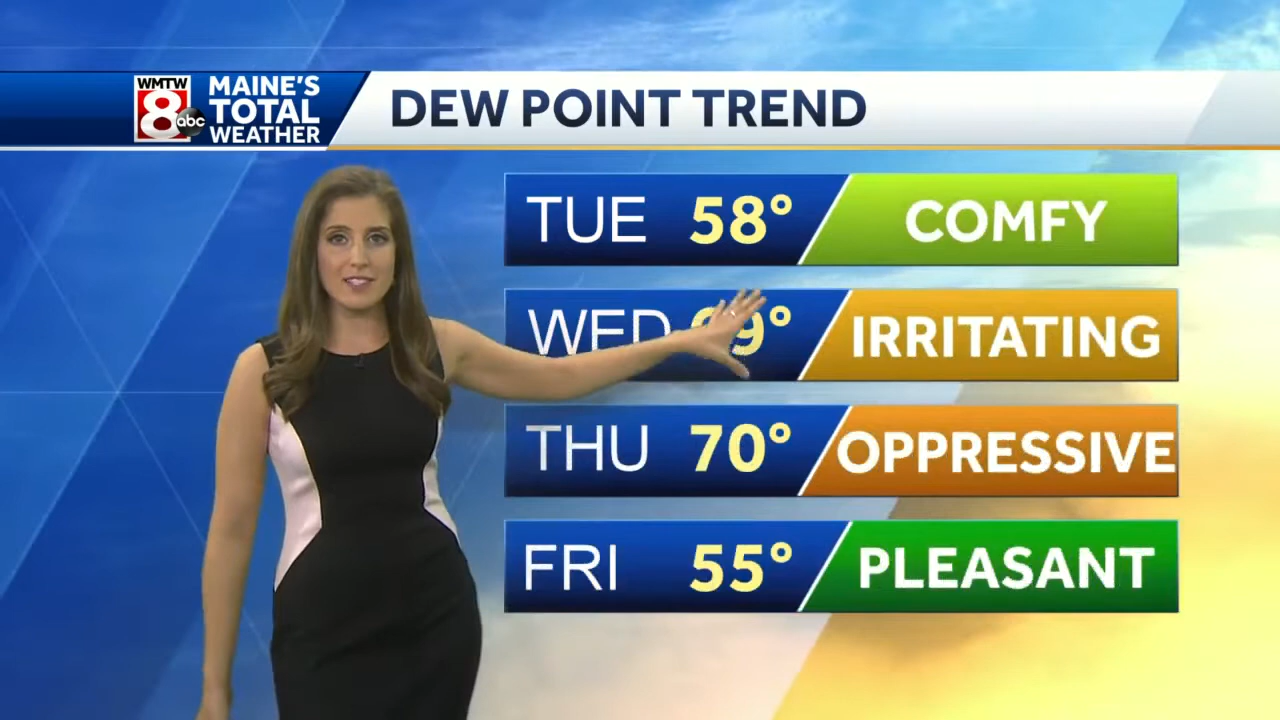 WMTW
8
abc
MAINE'S
TOTAL
WEATHER
DEW POINT TREND
TUE 58° COMFY
WED IRRITATING
THU 70° OPPRESSIVE
FRI 55° PLEASANT